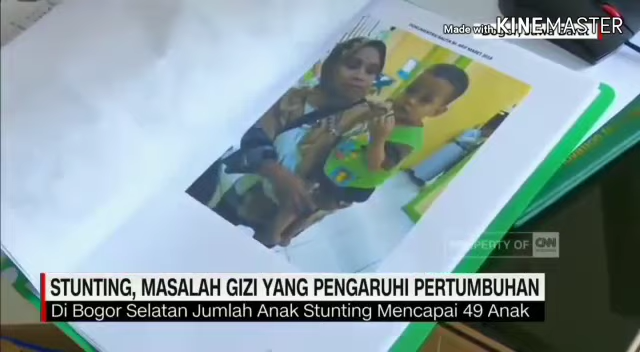 Made with
KINEMASTER
PROPERTY OF CNN
STUNTING, MASALAH GIZI YANG PENGARUHI PERTUMBUHAN
Di Bogor Selatan Jumlah Anak Stunting Mencapai 49 Anak